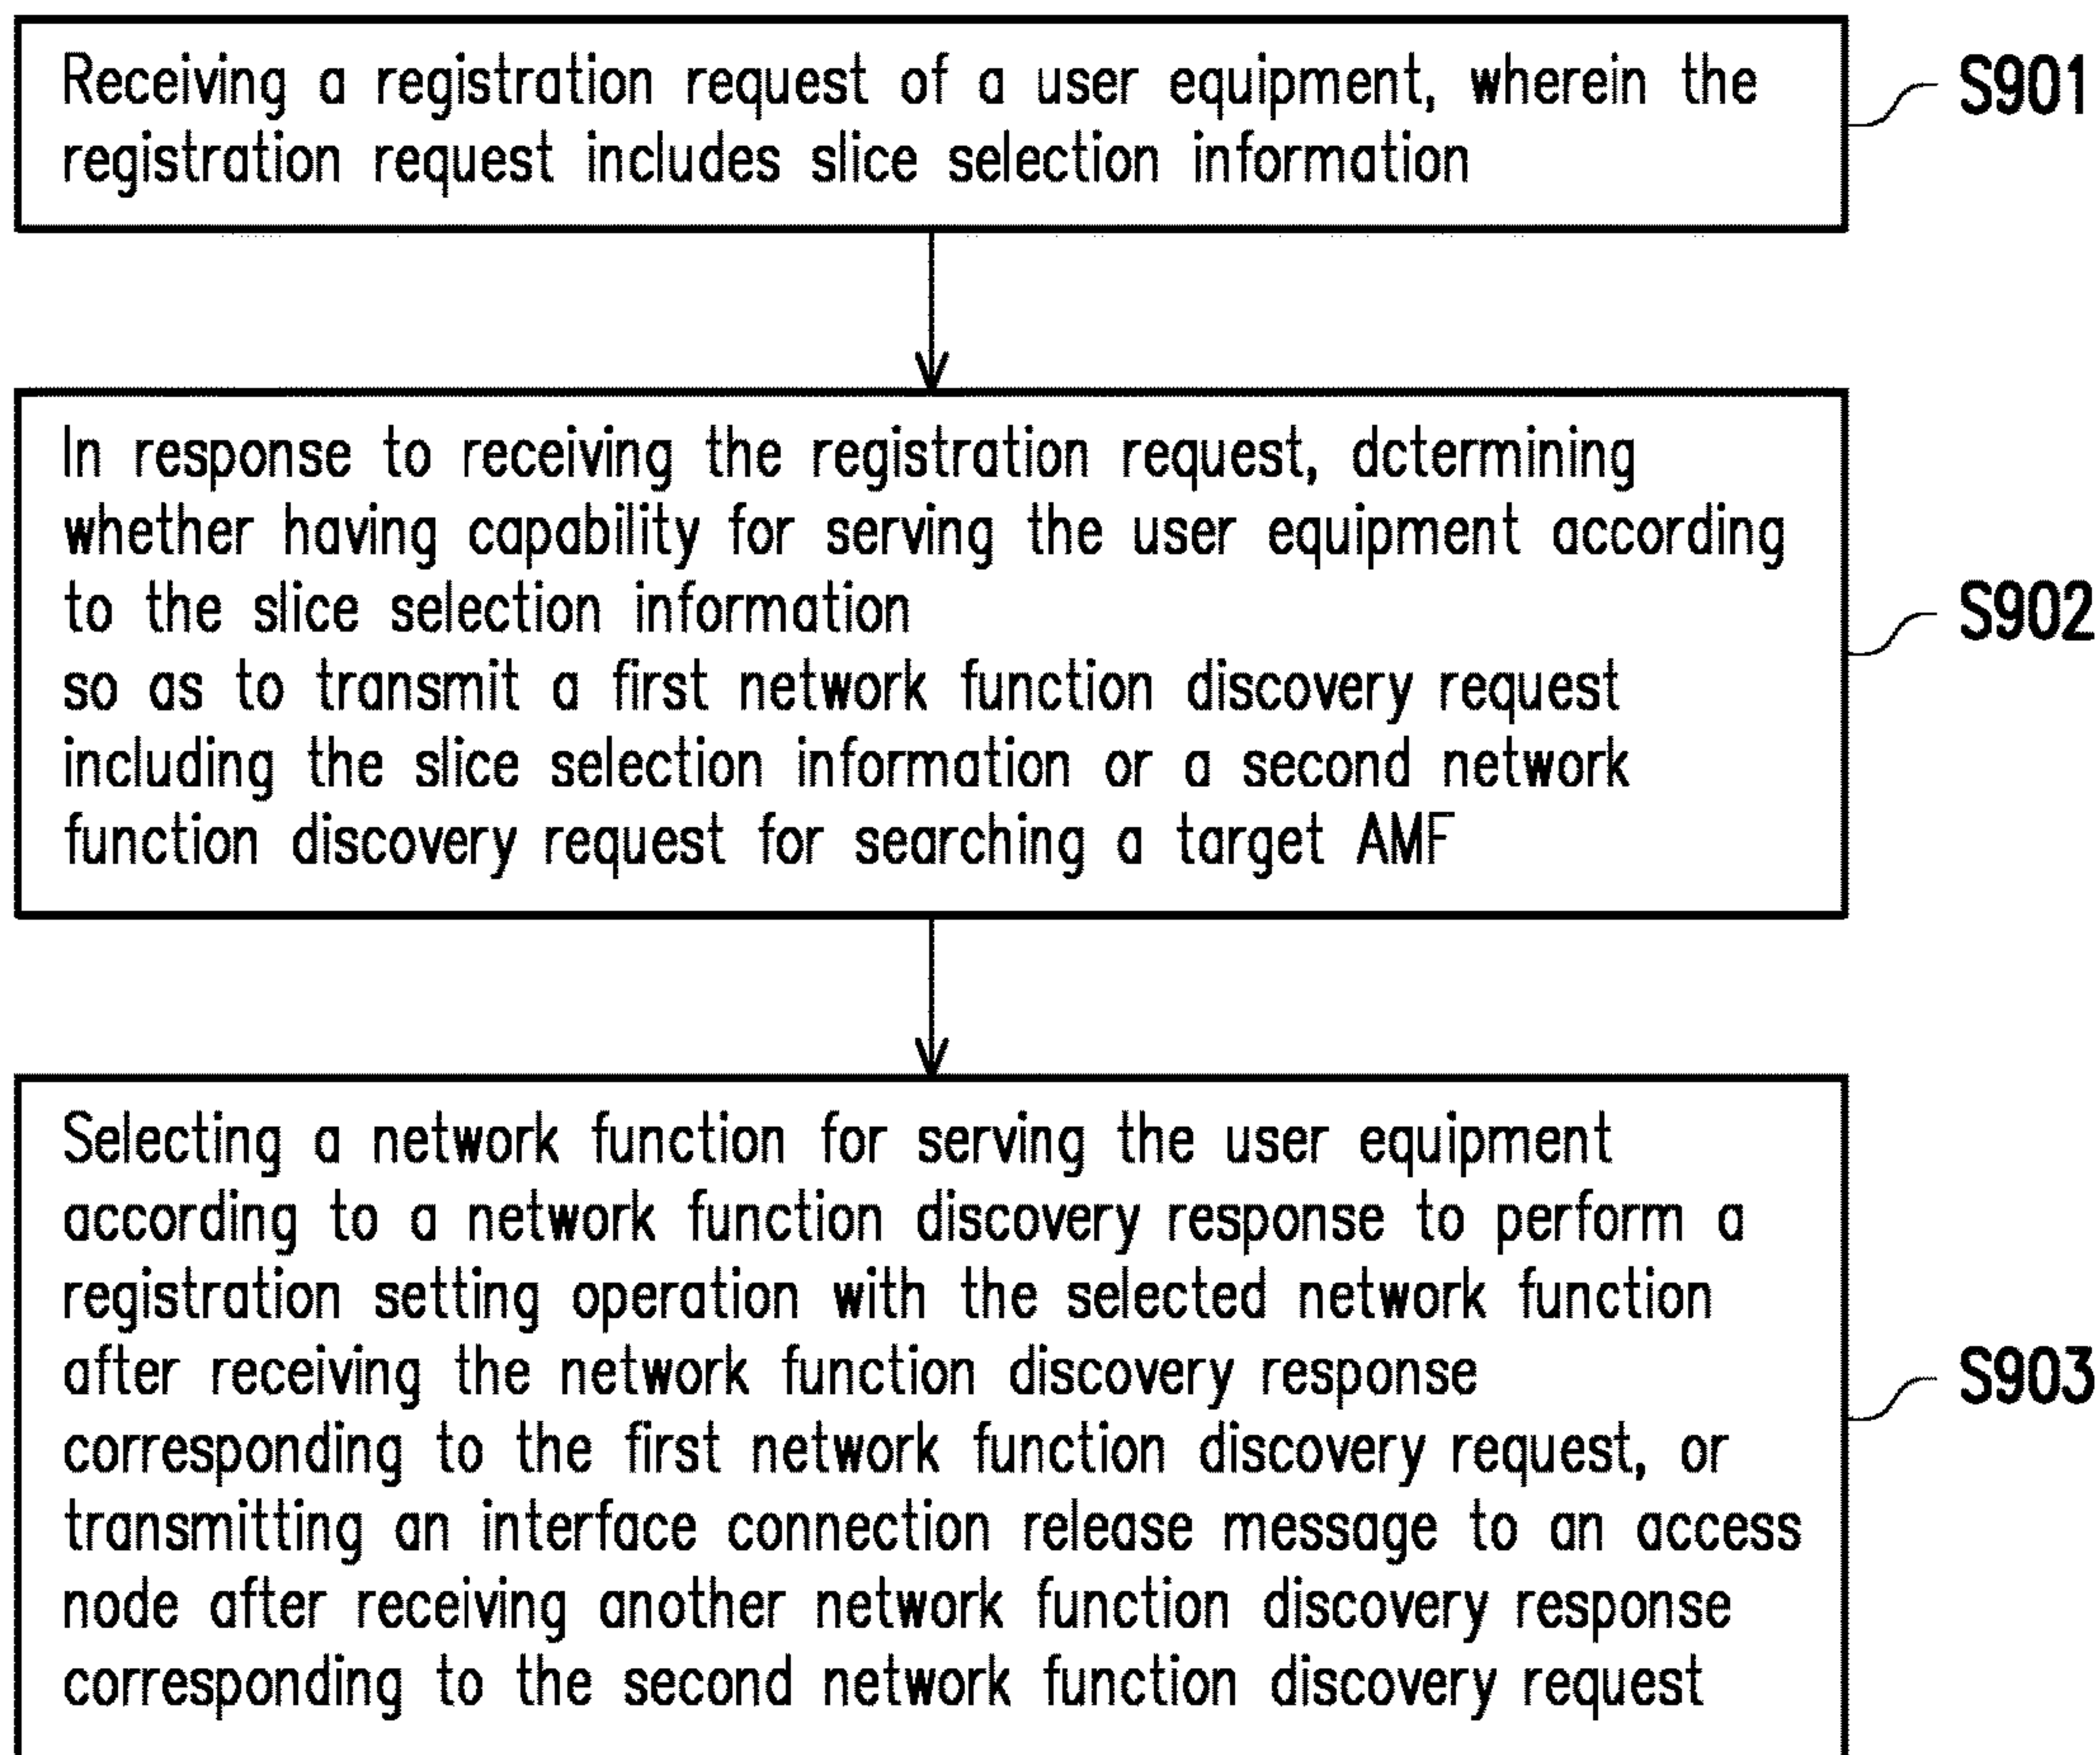 Receiving a registration request of a user equipment, wherein the
registration request includes slice selection information
S901
In response to receiving the registration request, dctermining
whether having capability for serving the user equipment according
to the slice selection information
so as to transmit a first network function discovery request
including the slice selection information or a second network
function discovery request for searching a target AMF
S902
Selecting a network function for serving the user equipment
according to a network function discovery response to perform a
registration setting operation with the selected network function
after receiving the network function discovery response
corresponding to the first network function discovery request, or
transmitting an interface connection release message to an access
node after receiving another network function discovery response
corresponding to the second network function discovery request
S903